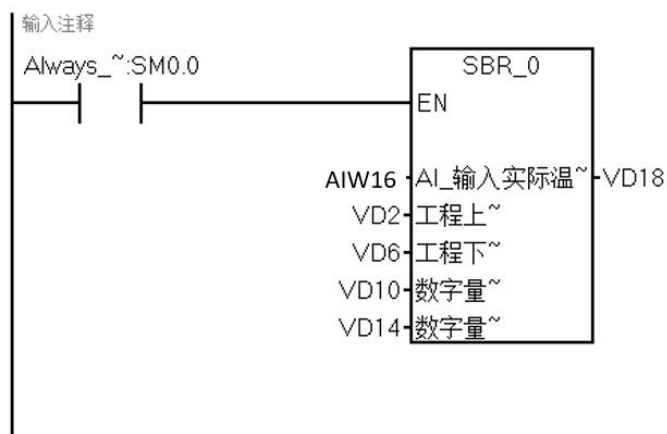 输入注释
Always_~:SM0.0
SBR_0
EN
AIW16 AI_输入实际温~ VD18
VD2 工程上~
VD6 工程下~
VD10 数字量~
VD14 数字量~